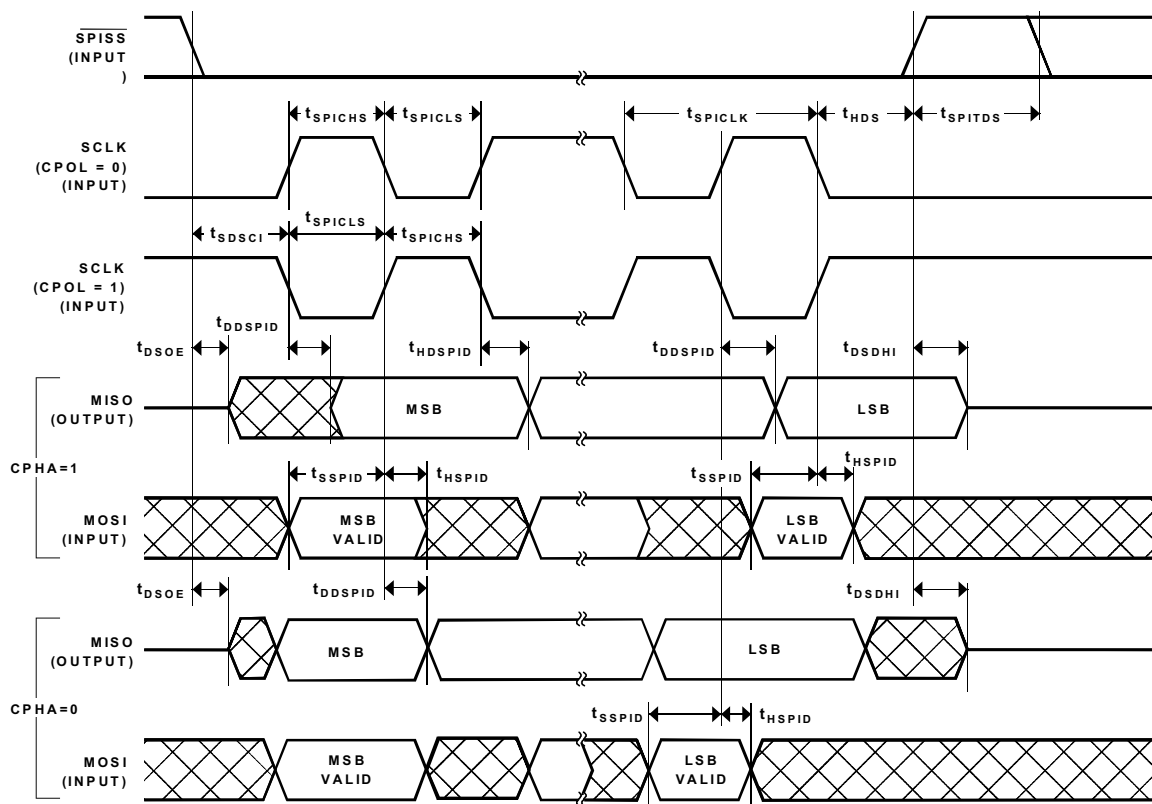 SPISS
(INPUT
)
tSPICHS tSPICLS tSPICLK tHDS tSPITDS
SCLK
(CPOL = 0)
(INPUT)
tSDSCI tSPICLS tSPICHS
SCLK
(CPOL = 1)
(INPUT)
tDSOE tDDSPID tHDSPID tDDSPID tDSDHI
MISO
(OUTPUT)
MSB LSB
CPHA=1
tSSPID tHSPID tSSPID tHSPID
MOSI
(INPUT)
MSB
VALID
LSB
VALID
tDSOE tDDSPID tDSDHI
MISO
(OUTPUT)
MSB LSB
CPHA=0
tSSPID tHSPID
MOSI
(INPUT)
MSB
VALID
LSB
VALID